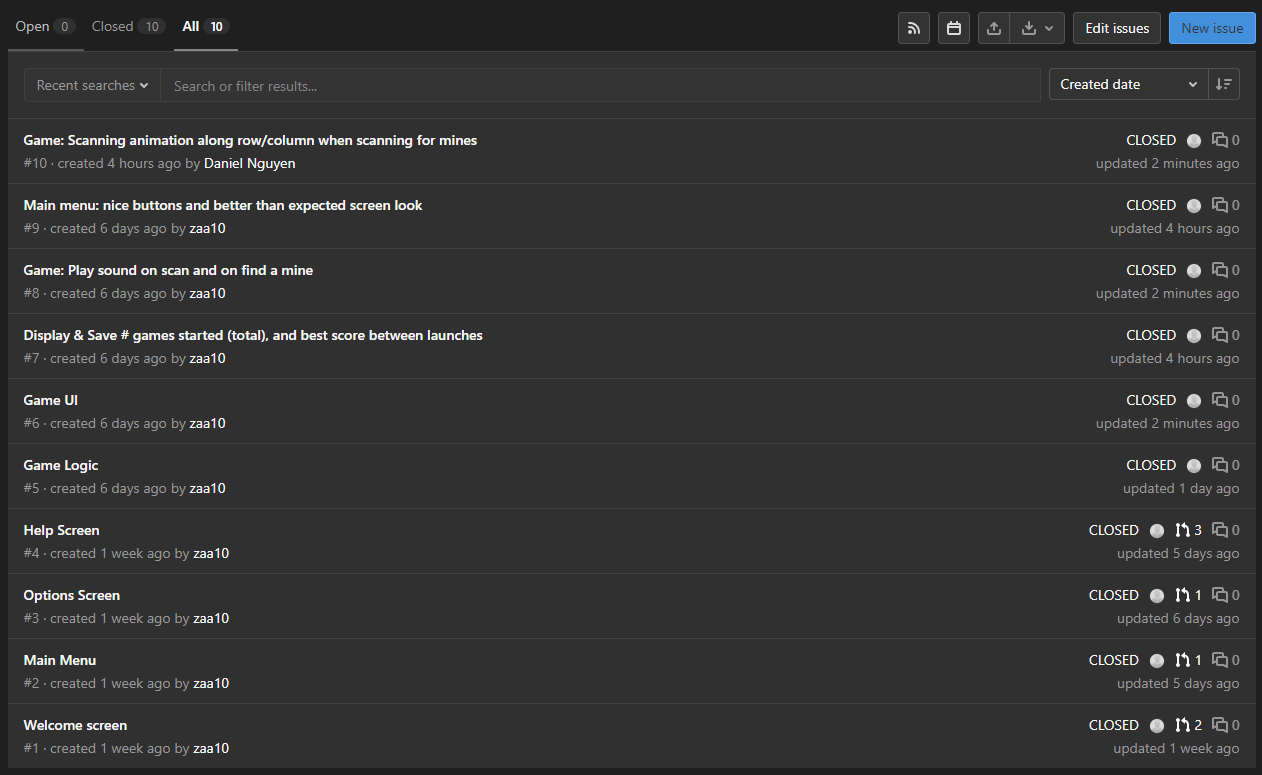 Open 0 Closed 10 All 10
Edit issues New issue
Recent searches Search or filter results... Created date
Game: Scanning animation along row/column when scanning for mines CLOSED 0
#10 · created 4 hours ago by Daniel Nguyen updated 2 minutes ago
Main menu: nice buttons and better than expected screen look CLOSED 0
#9 · created 6 days ago by zaa10 updated 4 hours ago
Game: Play sound on scan and on find a mine CLOSED 0
#8 · created 6 days ago by zaa10 updated 2 minutes ago
Display & Save # games started (total), and best score between launches CLOSED 0
#7 · created 6 days ago by zaa10 updated 4 hours ago
Game UI CLOSED 0
#6 · created 6 days ago by zaa10 updated 2 minutes ago
Game Logic CLOSED 0
#5 · created 6 days ago by zaa10 updated 1 day ago
Help Screen CLOSED 3 0
#4 · created 1 week ago by zaa10 updated 5 days ago
Options Screen CLOSED 1 0
#3 · created 1 week ago by zaa10 updated 6 days ago
Main Menu CLOSED 1 0
#2 · created 1 week ago by zaa10 updated 5 days ago
Welcome screen CLOSED 2 0
#1 · created 1 week ago by zaa10 updated 1 week ago